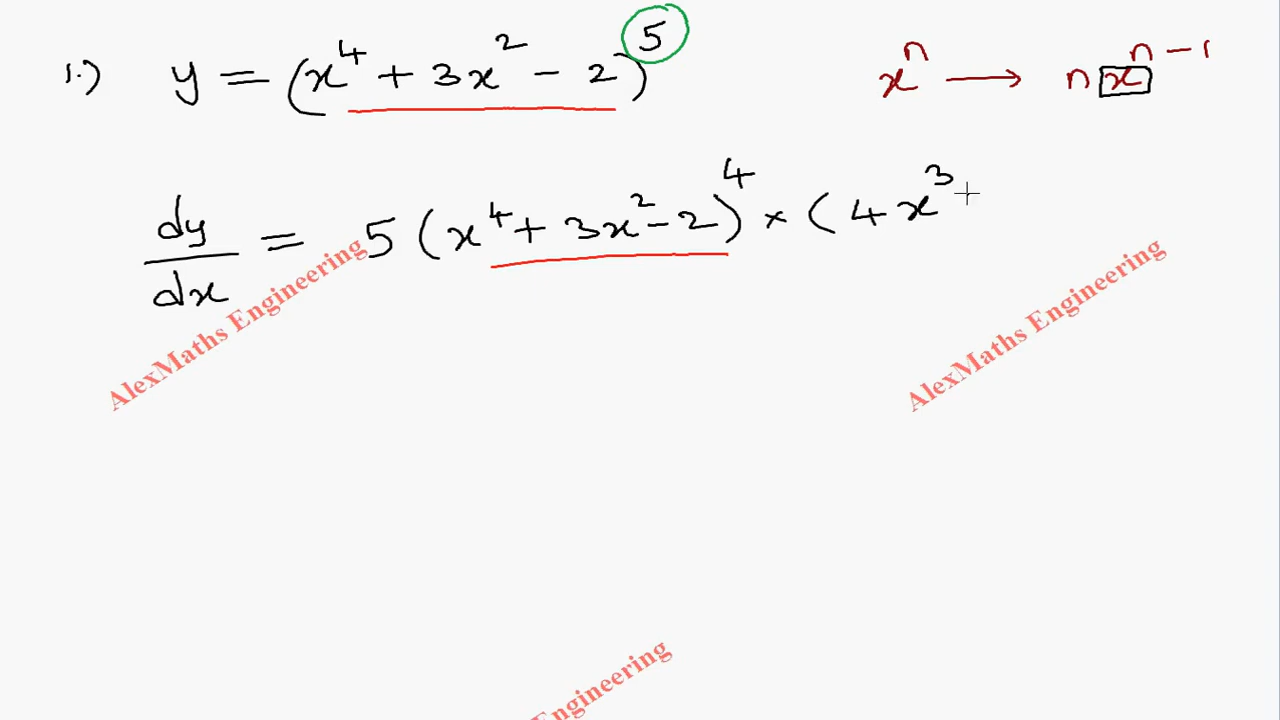 1.) y = (x⁴ + 3x² - 2)⁵ xⁿ → n xⁿ⁻¹
dy/dx = 5 (x⁴ + 3x² - 2)⁴ × (4x³ +
AlexMaths Engineering
AlexMaths Engineering
Engineering